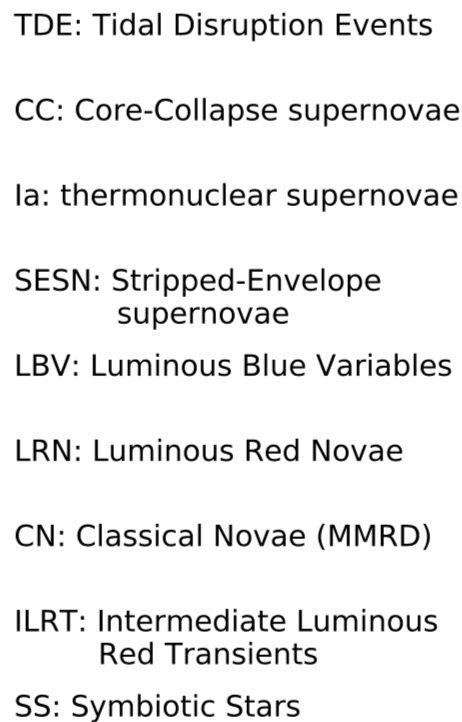 TDE: Tidal Disruption Events
CC: Core-Collapse supernovae
Ia: thermonuclear supernovae
SESN: Stripped-Envelope
supernovae
LBV: Luminous Blue Variables
LRN: Luminous Red Novae
CN: Classical Novae (MMRD)
ILRT: Intermediate Luminous
Red Transients
SS: Symbiotic Stars